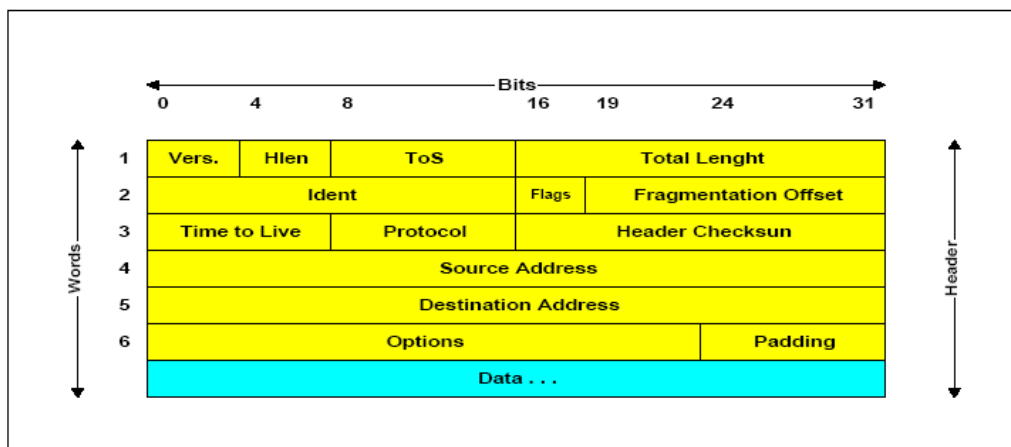 Bits
0 4 8 16 19 24 31
1 Vers. Hlen ToS Total Lenght
2 Ident Flags Fragmentation Offset
3 Time to Live Protocol Header Checksun
4 Source Address
5 Destination Address
6 Options Padding
Data . . .
Words
Header